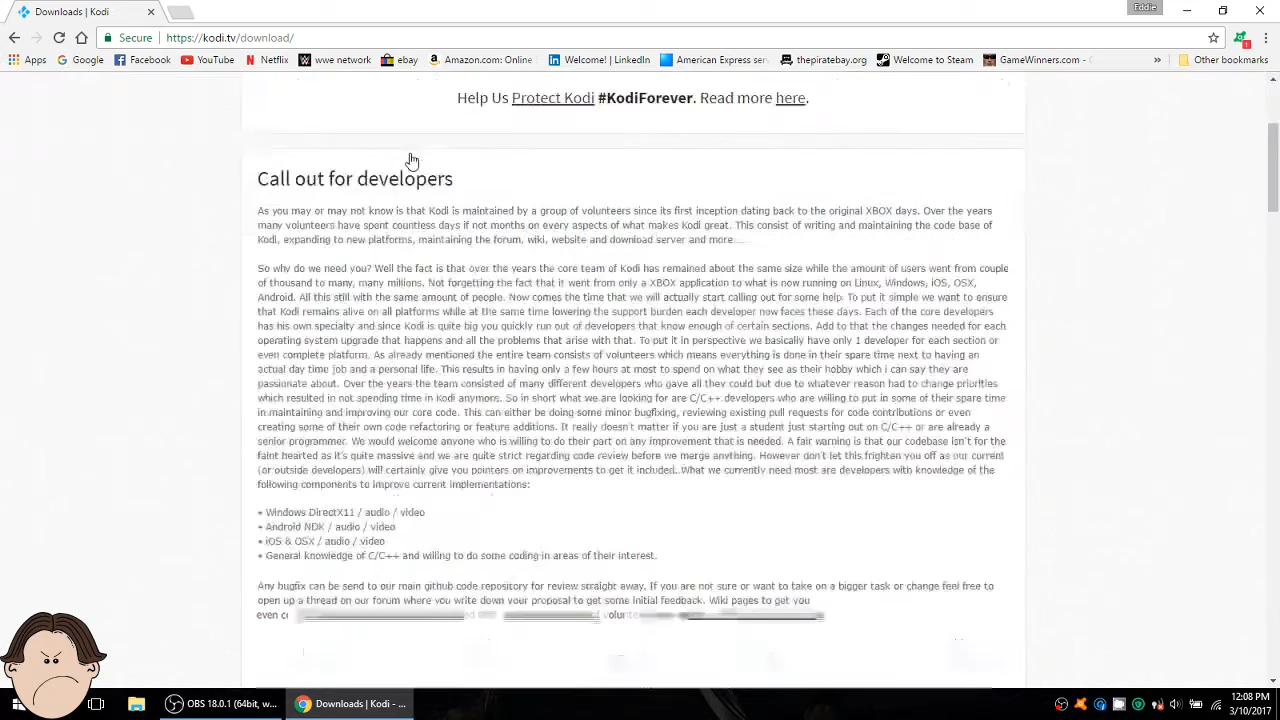 Downloads | Kodi
Eddie
Secure
https://kodi.tv/download/
Apps
Google
Facebook
YouTube
Netflix
wwe network
ebay
Amazon.com: Online
Welcome! | LinkedIn
American Express serv
thepiratebay.org
Welcome to Steam
GameWinners.com -
»
Other bookmarks
Help Us Protect Kodi #KodiForever. Read more here.
Call out for developers
As you may or may not know is that Kodi is maintained by a group of volunteers since its first inception dating back to the original XBOX days. Over the years
many volunteers have spent countless days if not months on every aspects of what makes Kodi great. This consist of writing and maintaining the code base of
Kodi, expanding to new platforms, maintaining the forum, wiki, website and download server and more....
So why do we need you? Well the fact is that over the years the core team of Kodi has remained about the same size while the amount of users went from couple
of thousand to many, many millions. Not forgetting the fact that it went from only a XBOX application to what is now running on Linux, Windows, iOS, OSX,
Android. All this still with the same amount of people. Now comes the time that we will actually start calling out for some help. To put it simple we want to ensure
that Kodi remains alive on all platforms while at the same time lowering the support burden each developer now faces these days. Each of the core developers
has his own specialty and since Kodi is quite big you quickly run out of developers that know enough of certain sections. Add to that the changes needed for each
operating system upgrade that happens and all the problems that arise with that. To put it in perspective we basically have only 1 developer for each section or
even complete platform. As already mentioned the entire team consists of volunteers which means everything is done in their spare time next to having an
actual day time job and a personal life. This results in having only a few hours at most to spend on what they see as their hobby which i can say they are
passionate about. Over the years the team consisted of many different developers who gave all they could but due to whatever reason had to change priorities
which resulted in not spending time in Kodi anymors. So in short what we are looking for are C/C++ developers who are willing to put in some of their spare time
in maintaining and improving our core code. This can either be doing some minor bugfixing, reviewing existing pull requests for code contributions or even
creating some of their own code refactoring or feature additions. It really doesn't matter if you are just a student just starting out on C/C++ or are already a
senior programmer. We would welcome anyone who is willing to do their part on any improvement that is needed. A fair warning is that our codebase isn't for the
faint hearted as it's quite massive and we are quite strict regarding code review before we merge anything. However don't let this frighten you off as our current
(or outside developers) will certainly give you pointers on improvements to get it included. What we currently need most are developers with knowledge of the
following components to improve current implementations:
• Windows DirectX11 / audio / video
• Android NDK / audio / video
• iOS & OSX / audio / video
• General knowledge of C/C++ and willing to do some coding in areas of their interest.
Any bugfix can be send to our main github code repository for review straight away. If you are not sure or want to take on a bigger task or change feel free to
open up a thread on our forum where you write down your proposal to get some initial feedback. Wiki pages to get you
even
OBS 18.0.1 (64bit, w...
Downloads | Kodi - ...
12:08 PM
3/10/2017